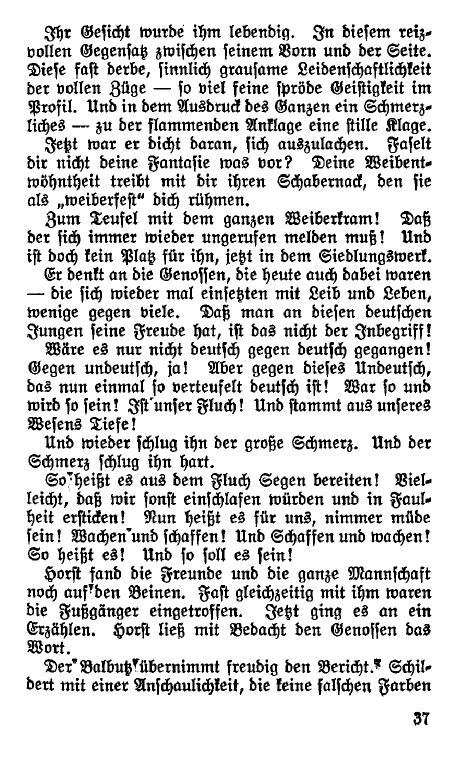 Ihr Gesicht wurde ihm lebendig. In diesem reiz-
vollen Gegensatz zwischen seinem Vorn und der Seite.
Diese fast derbe, sinnlich grausame Leidenschaftlichkeit
der vollen Züge — so viel feine spröde Geistigkeit im
Profil. Und in dem Ausdruck des Ganzen ein Schmerz-
liches — zu der flammenden Anklage eine stille Klage.
Jetzt war er dicht daran, sich auszulachen. Faselt
dir nicht deine Fantasie was vor? Deine Weibent-
wöhntheit treibt mit dir ihren Schabernack, den sie
als „weiberfest" dich rühmen.
Zum Teufel mit dem ganzen Weiberkram! Daß
der sich immer wieder ungerufen melden muß! Und
ist doch kein Platz für ihn, jetzt in dem Siedlungswerk.
Er denkt an die Genossen, die heute auch dabei waren
— die sich wieder mal einsetzten mit Leib und Leben,
wenige gegen viele. Daß man an diesen deutschen
Jungen seine Freude hat, ist das nicht der Inbegriff!
Wäre es nur nicht deutsch gegen deutsch gegangen!
Gegen undeutsch, ja! Aber gegen dieses Undeutsch,
das nun einmal so verteufelt deutsch ist! War so und
wird so sein! Ist unser Fluch! Und stammt aus unseres
Wesens Tiefe!
Und wieder schlug ihn der große Schmerz. Und der
Schmerz schlug ihn hart.
So heißt es aus dem Fluch Segen bereiten! Viel-
leicht, daß wir sonst einschlafen würden und in Faul-
heit ersticken! Nun heißt es für uns, nimmer müde
sein! Wachen und schaffen! Und Schaffen und wachen!
So heißt es! Und so soll es sein!
Horst fand die Freunde und die ganze Mannschaft
noch auf den Beinen. Fast gleichzeitig mit ihm waren
die Fußgänger eingetroffen. Jetzt ging es an ein
Erzählen. Horst ließ mit Bedacht den Genossen das
Wort.
Der Balbutz übernimmt freudig den Bericht. Schil-
dert mit einer Anschaulichkeit, die keine falschen Farben
37